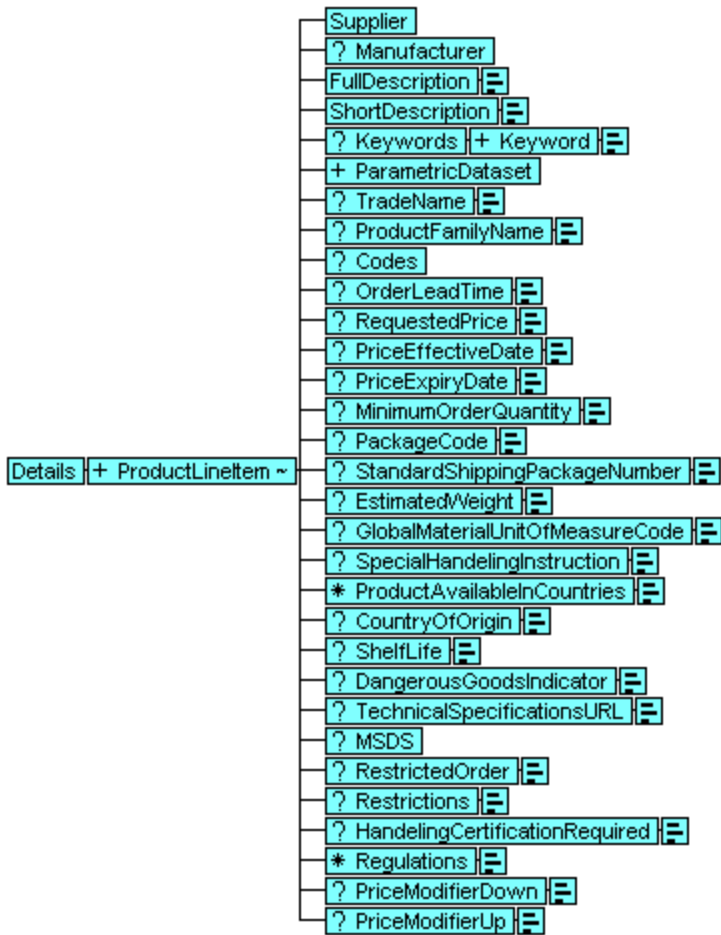 Supplier
? Manufacturer
FullDescription
ShortDescription
? Keywords + Keyword
+ ParametricDataset
? TradeName
? ProductFamilyName
? Codes
? OrderLeadTime
? RequestedPrice
? PriceEffectiveDate
? PriceExpiryDate
? MinimumOrderQuantity
? PackageCode
Details + ProductLineItem ~ ? StandardShippingPackageNumber
? EstimatedWeight
? GlobalMaterialUnitOfMeasureCode
? SpecialHandelingInstruction
* ProductAvailableInCountries
? CountryOfOrigin
? ShelfLife
? DangerousGoodsIndicator
? TechnicalSpecificationsURL
? MSDS
? RestrictedOrder
? Restrictions
? HandelingCertificationRequired
* Regulations
? PriceModifierDown
? PriceModifierUp